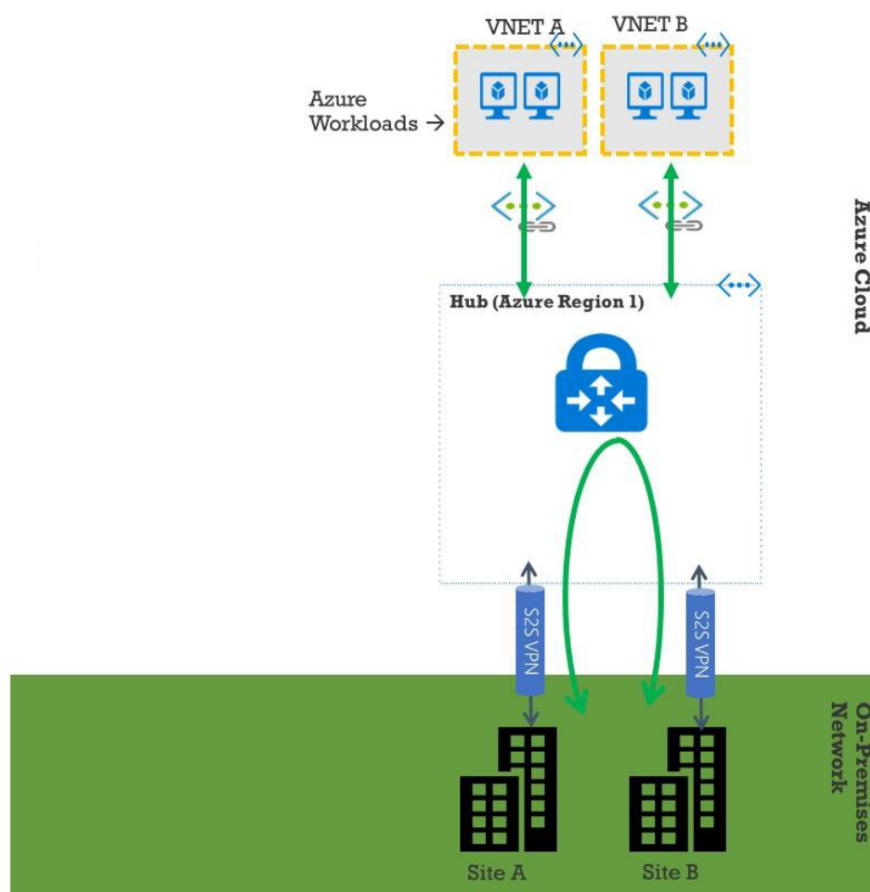 VNET A
VNET B
Azure
Workloads →
Azure Cloud
Hub (Azure Region 1)
S2S VPN
S2S VPN
On-Premises
Network
Site A
Site B